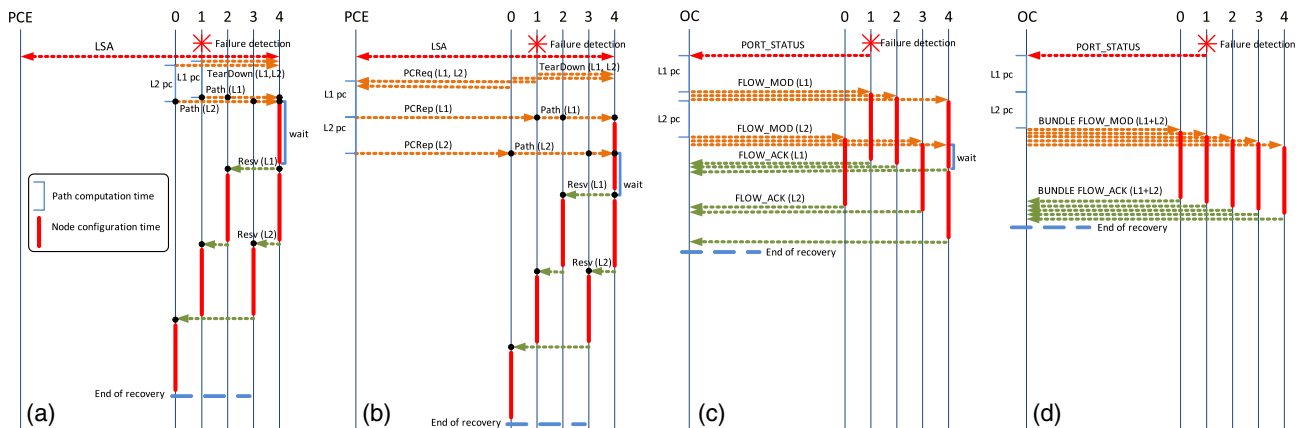 PCE
0 1 2 3 4
LSA
Failure detection
L2 pc
L1 pc
TearDown (L1,L2)
Path (L1)
Path (L2)
wait
Resv (L1)
Path computation time
Node configuration time
Resv (L2)
End of recovery
(a)
PCE
0 1 2 3 4
LSA
Failure detection
PCReq (L1, L2)
TearDown (L1, L2)
L1 pc
PCRep (L1)
Path (L1)
L2 pc
PCRep (L2)
Path (L2)
wait
Resv (L1)
Resv (L2)
End of recovery
(b)
OC
0 1 2 3 4
PORT_STATUS
Failure detection
L1 pc
FLOW_MOD (L1)
L2 pc
FLOW_MOD (L2)
wait
FLOW_ACK (L1)
FLOW_ACK (L2)
End of recovery
(c)
OC
0 1 2 3 4
PORT_STATUS
Failure detection
L1 pc
L2 pc
BUNDLE FLOW_MOD (L1+L2)
BUNDLE FLOW_ACK (L1+L2)
End of recovery
(d)